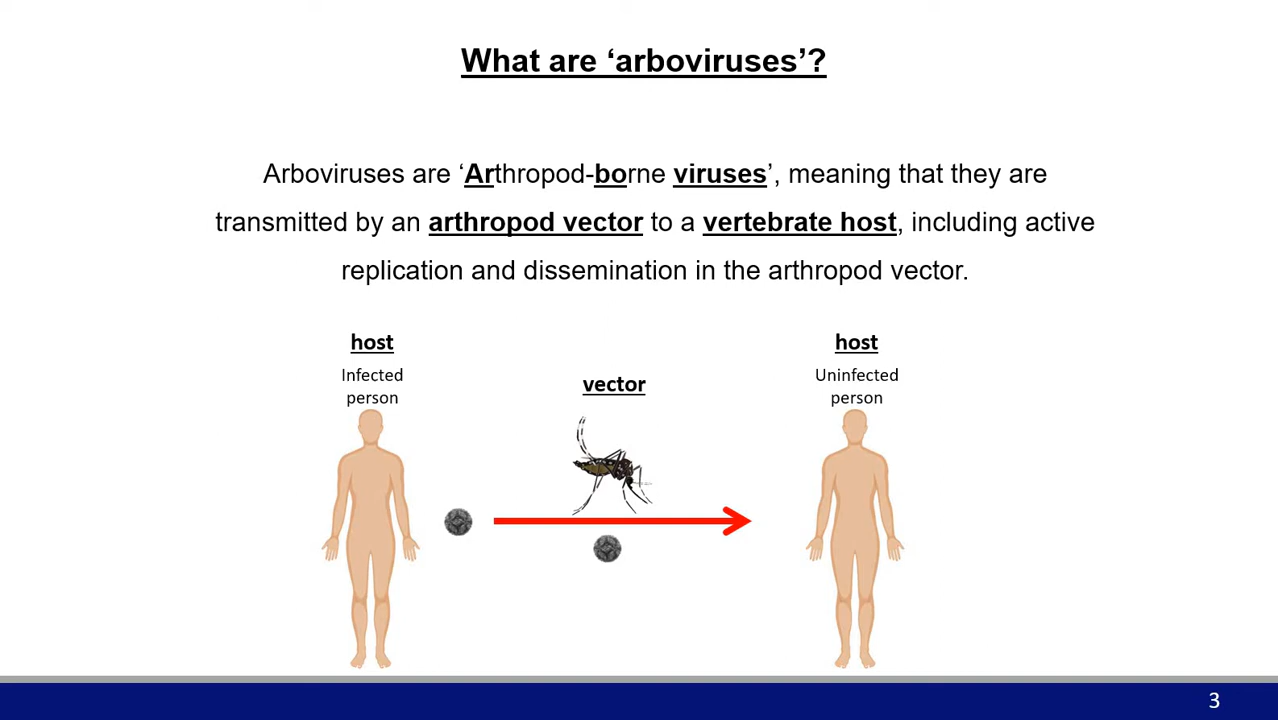 What are ‘arboviruses’?
Arboviruses are ‘Arthropod-borne viruses’, meaning that they are
transmitted by an arthropod vector to a vertebrate host, including active
replication and dissemination in the arthropod vector.
host
Infected
person
vector
host
Uninfected
person
3